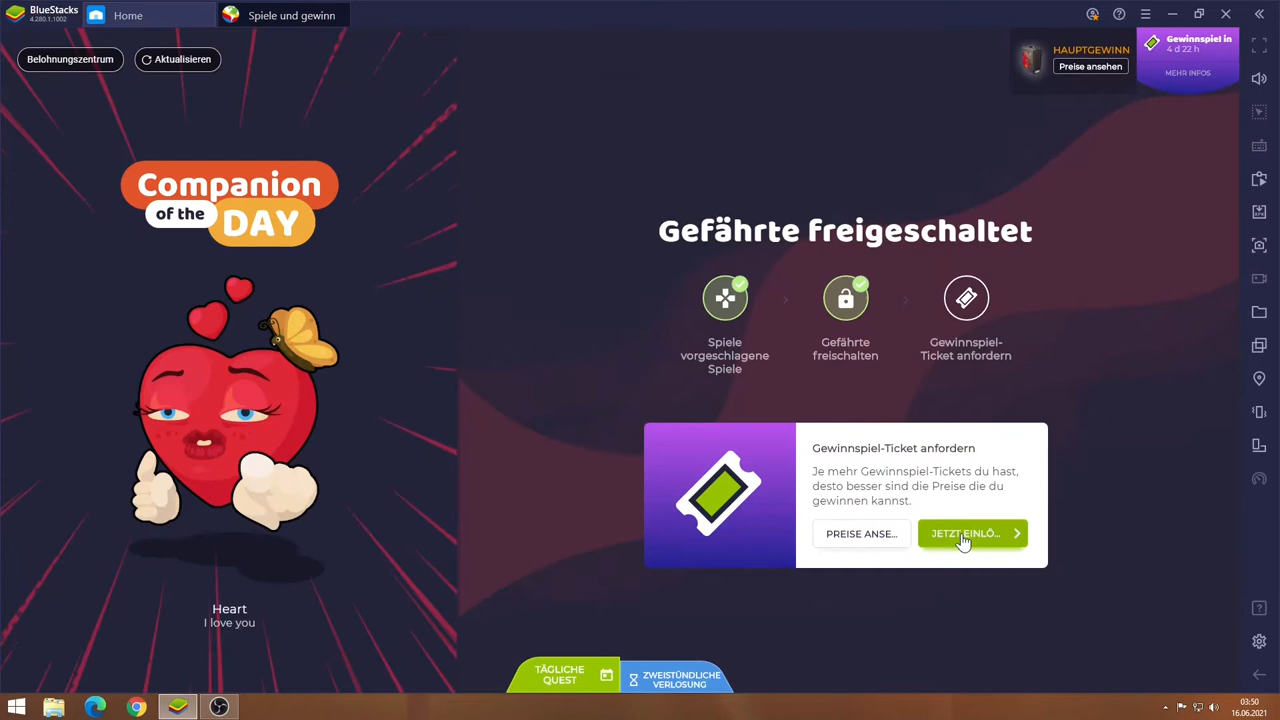 BlueStacks
4.280.1.1002
Home
Spiele und gewinn
Belohnungszentrum
Aktualisieren
HAUPTGEWINN
Preise ansehen
Gewinnspiel in
4 d 22 h
MEHR INFOS
Companion
of the
DAY
Heart
I love you
Gefährte freigeschaltet
Spiele
vorgeschlagene
Spiele
Gefährte
freischalten
Gewinnspiel-
Ticket anfordern
Gewinnspiel-Ticket anfordern
Je mehr Gewinnspiel-Tickets du hast,
desto besser sind die Preise die du
gewinnen kannst.
PREISE ANSE...
JETZT EINLÖ...
TÄGLICHE
QUEST
ZWEISTÜNDLICHE
VERLOSUNG
03:50
16.06.2021